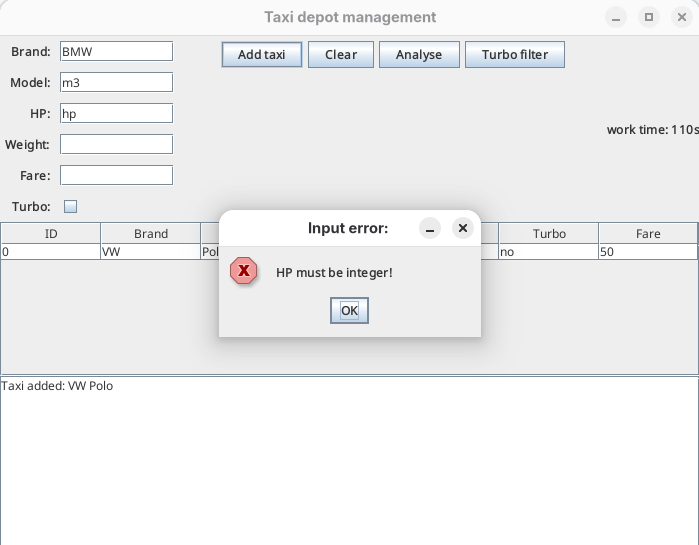 Taxi depot management
Brand: BMW Add taxi Clear Analyse Turbo filter
Model: m3
HP: hp
work time: 110s
Weight:
Fare:
Turbo:
Input error:
ID Brand Turbo Fare
0 VW Pol no 50
HP must be integer!
OK
Taxi added: VW Polo